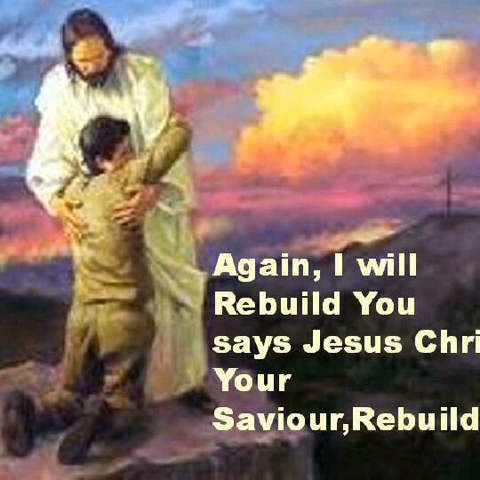 Again, I will
Rebuild You
says Jesus Chri
Your
Saviour,Rebuild